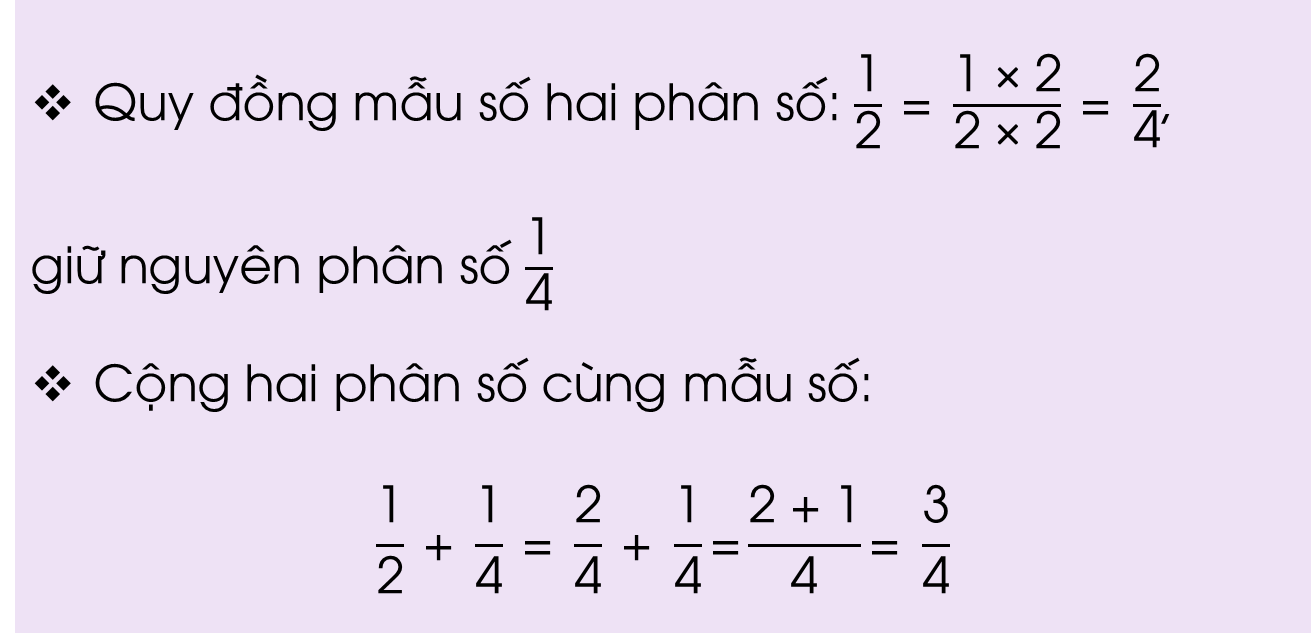 ❖ Quy đồng mẫu số hai phân số: 1/2 = (1 × 2)/(2 × 2) = 2/4,
giữ nguyên phân số 1/4
❖ Cộng hai phân số cùng mẫu số:
1/2 + 1/4 = 2/4 + 1/4 = (2 + 1)/4 = 3/4